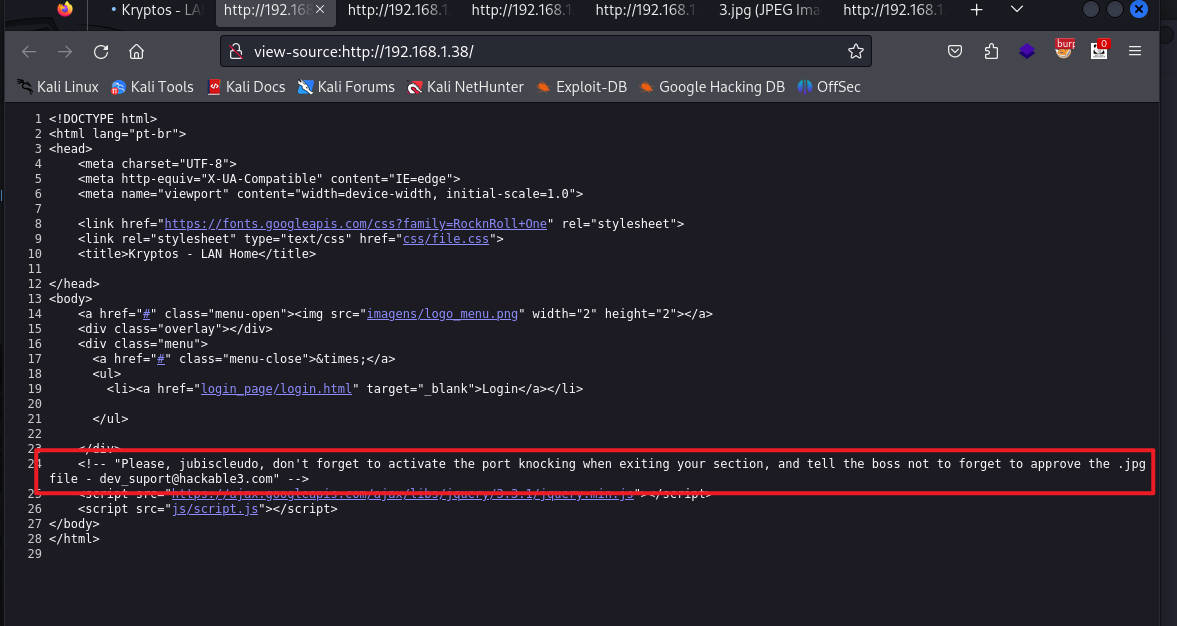 Kryptos - LA
http://192.168
http://192.168.1
http://192.168.1
http://192.168.1
3.jpg (JPEG Ima
http://192.168.1
view-source:http://192.168.1.38/
burp
0
Kali Linux Kali Tools Kali Docs Kali Forums Kali NetHunter Exploit-DB Google Hacking DB OffSec
1 <!DOCTYPE html>
2 <html lang="pt-br">
3 <head>
4 <meta charset="UTF-8">
5 <meta http-equiv="X-UA-Compatible" content="IE=edge">
6 <meta name="viewport" content="width=device-width, initial-scale=1.0">
7
8 <link href="https://fonts.googleapis.com/css?family=RocknRoll+One" rel="stylesheet">
9 <link rel="stylesheet" type="text/css" href="css/file.css">
10 <title>Kryptos - LAN Home</title>
11
12 </head>
13 <body>
14 <a href="#" class="menu-open"><img src="imagens/logo_menu.png" width="2" height="2"></a>
15 <div class="overlay"></div>
16 <div class="menu">
17 <a href="#" class="menu-close">&times;</a>
18 <ul>
19 <li><a href="login_page/login.html" target="_blank">Login</a></li>
20
21 </ul>
22
23 </div>
24 <!-- "Please, jubiscleudo, don't forget to activate the port knocking when exiting your section, and tell the boss not to forget to approve the .jpg
file - dev_suport@hackable3.com" -->
25 <script src="https://ajax.googleapis.com/ajax/libs/jquery/3.3.1/jquery.min.js"></script>
26 <script src="js/script.js"></script>
27 </body>
28 </html>
29